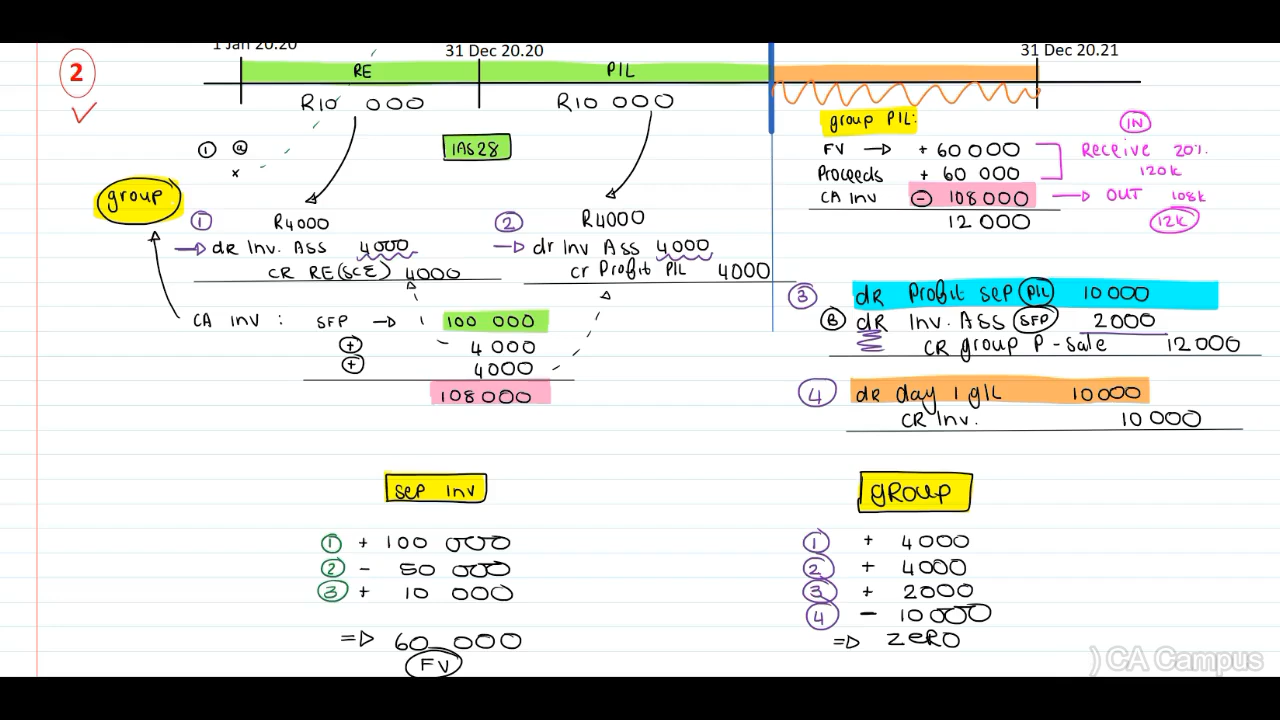 1 Jan 20.20
31 Dec 20.20
31 Dec 20.21
2
RE
P/L
R10 000
R10 000
IAS 28
group
① @
x
① R4000
→ dR Inv. ASS 4000
CR RE(SCE) 4000
② R4000
→ dr Inv ASS 4000
cr Profit P/L 4000
CA INV : SFP → 100 000
+ 4 000
+ 4000
108 000
group P/L:
FV → + 60 000
Proceeds + 60 000
CA Inv - 108 000
12 000
IN
Receive 20%
120k
→ OUT 108k
12k
③ dR Profit sep P/L 10 000
B dR Inv. Ass SFP 2000
CR group P - sale 12000
④ dR day 1 g/L 10000
CR Inv. 10 000
sep inv
① + 100 000
② - 50 000
③ + 10 000
=> 60 000
FV
gROUP
① + 4000
② + 4000
③ + 2000
④ - 10 000
=> ZERO
) CA Campus